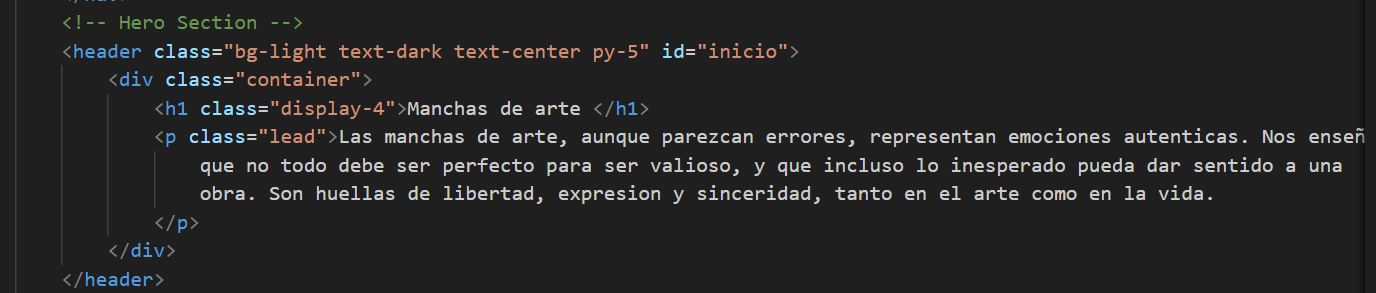 <!-- Hero Section -->
<header class="bg-light text-dark text-center py-5" id="inicio">
<div class="container">
<h1 class="display-4">Manchas de arte </h1>
<p class="lead">Las manchas de arte, aunque parezcan errores, representan emociones autenticas. Nos enseñ
que no todo debe ser perfecto para ser valioso, y que incluso lo inesperado pueda dar sentido a una
obra. Son huellas de libertad, expresion y sinceridad, tanto en el arte como en la vida.
</p>
</div>
</header>